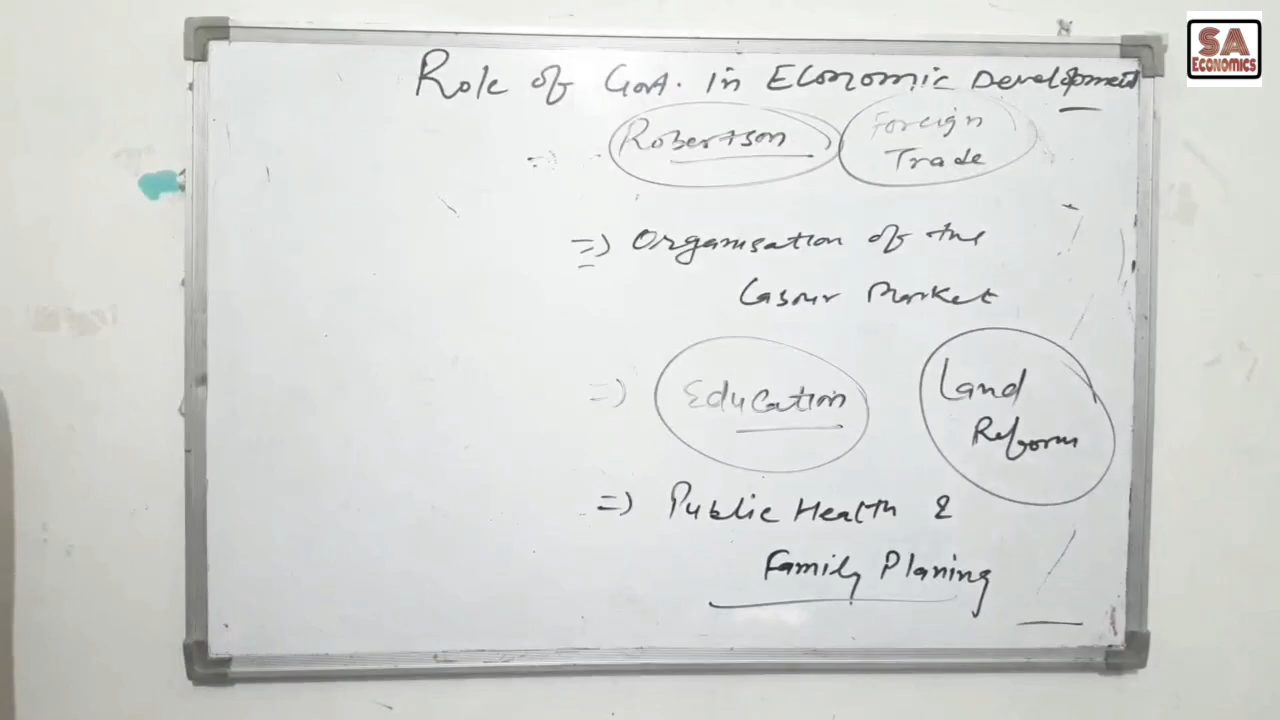 SA
ECONOMICS
Role of Govt. in Economic Development
Robertson
Foreign
Trade
=> Organisation of the
Labour Market
=> Education
Land
Reform
=> Public Health &
Family Planing